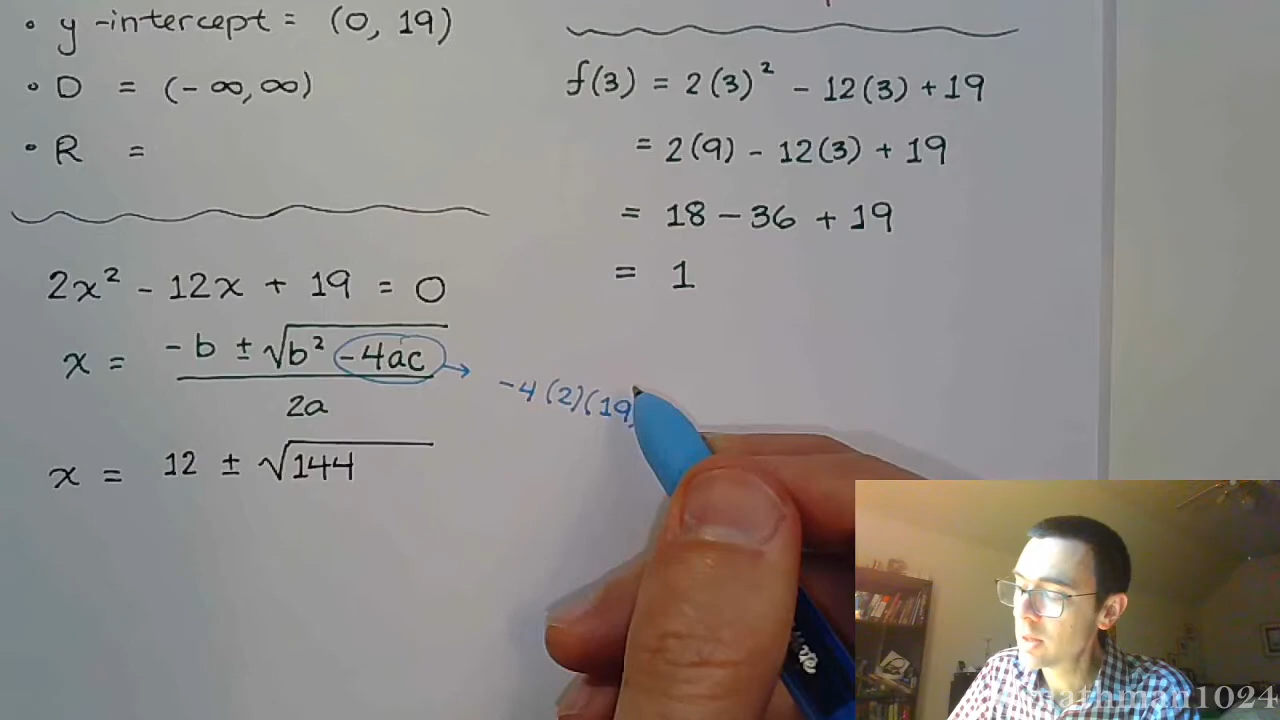 • y-intercept = (0, 19)
• D = (-∞, ∞)
• R =
2x² - 12x + 19 = 0
x = -b ± √b² - 4ac
2a
x = 12 ± √144
f(3) = 2(3)² - 12(3) + 19
= 2(9) - 12(3) + 19
= 18 - 36 + 19
= 1
→ -4(2)(19
mathman1024